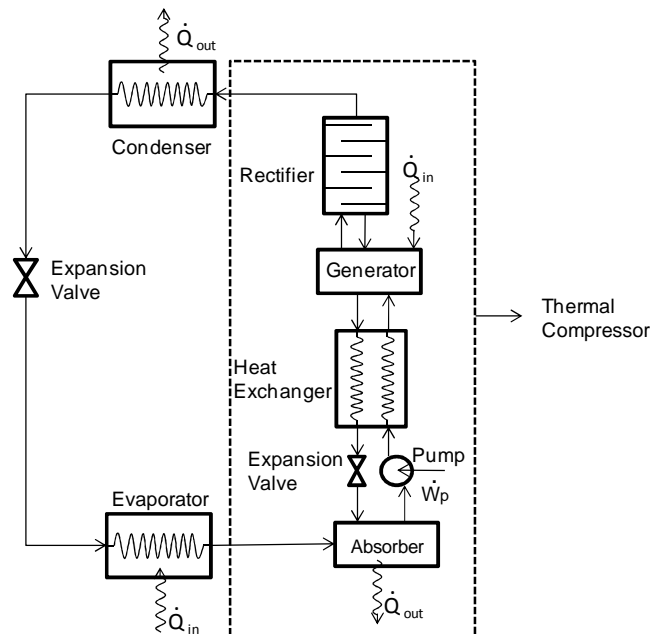 Q̇ out
Condenser
Rectifier
Q̇ in
Expansion
Valve
Generator
Thermal
Compressor
Heat
Exchanger
Expansion
Valve
Pump
Ẇp
Evaporator
Absorber
Q̇ out
Q̇ in